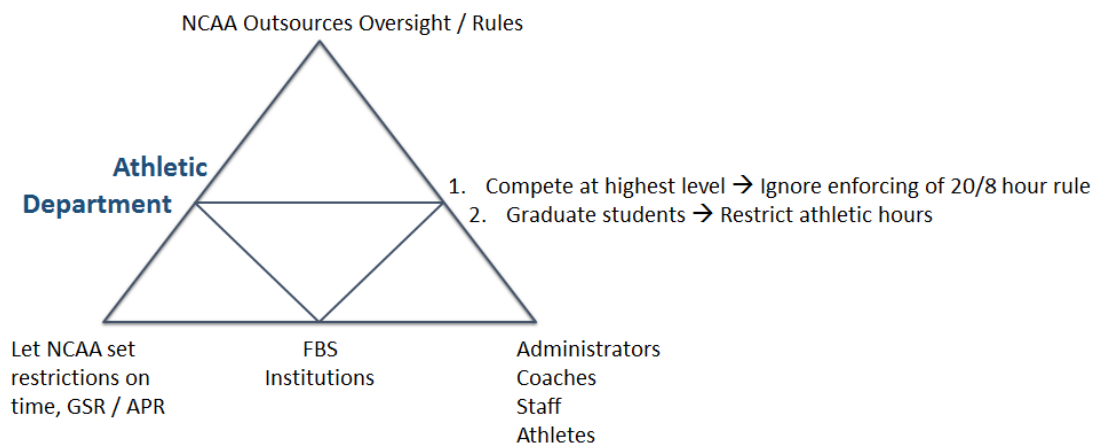 NCAA Outsources Oversight / Rules
Athletic
Department
1. Compete at highest level → Ignore enforcing of 20/8 hour rule
2. Graduate students → Restrict athletic hours
Let NCAA set
restrictions on
time, GSR / APR
FBS
Institutions
Administrators
Coaches
Staff
Athletes